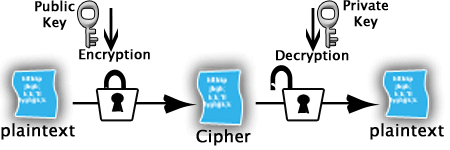 Public
Key
Private
Key
Encryption
Decryption
plaintext
Cipher
plaintext